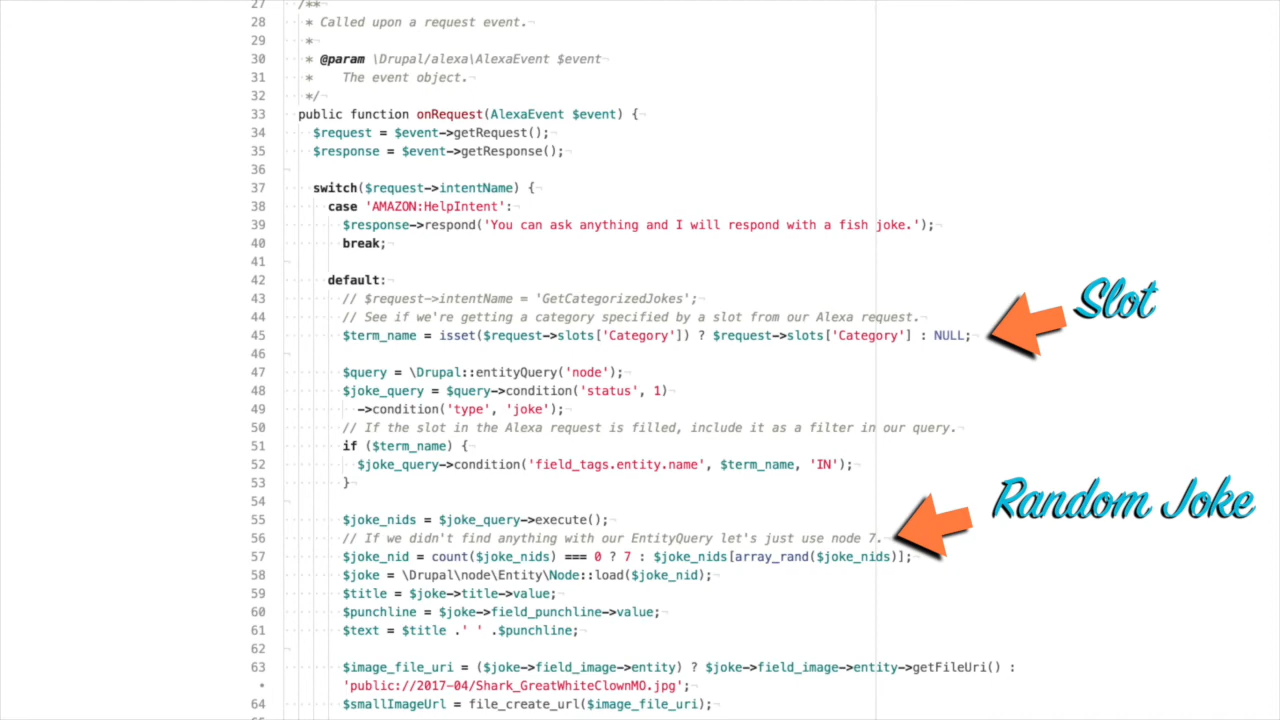 27 /**
28 * Called upon a request event.
29 *
30 * @param \Drupal/alexa\AlexaEvent $event
31 * The event object.
32 */
33 public function onRequest(AlexaEvent $event) {
34 $request = $event->getRequest();
35 $response = $event->getResponse();
36
37 switch($request->intentName) {
38 case 'AMAZON:HelpIntent':
39 $response->respond('You can ask anything and I will respond with a fish joke.');
40 break;
41
42 default:
43 // $request->intentName = 'GetCategorizedJokes';
44 // See if we're getting a category specified by a slot from our Alexa request.
Slot
45 $term_name = isset($request->slots['Category']) ? $request->slots['Category'] : NULL;
46
47 $query = \Drupal::entityQuery('node');
48 $joke_query = $query->condition('status', 1)
49 ->condition('type', 'joke');
50 // If the slot in the Alexa request is filled, include it as a filter in our query.
51 if ($term_name) {
52 $joke_query->condition('field_tags.entity.name', $term_name, 'IN');
53 }
54
Random Joke
55 $joke_nids = $joke_query->execute();
56 // If we didn't find anything with our EntityQuery let's just use node 7.
57 $joke_nid = count($joke_nids) === 0 ? 7 : $joke_nids[array_rand($joke_nids)];
58 $joke = \Drupal\node\Entity\Node::load($joke_nid);
59 $title = $joke->title->value;
60 $punchline = $joke->field_punchline->value;
61 $text = $title .' ' .$punchline;
62
63 $image_file_uri = ($joke->field_image->entity) ? $joke->field_image->entity->getFileUri() :
'public://2017-04/Shark_GreatWhiteClownMO.jpg';
64 $smallImageUrl = file_create_url($image_file_uri);